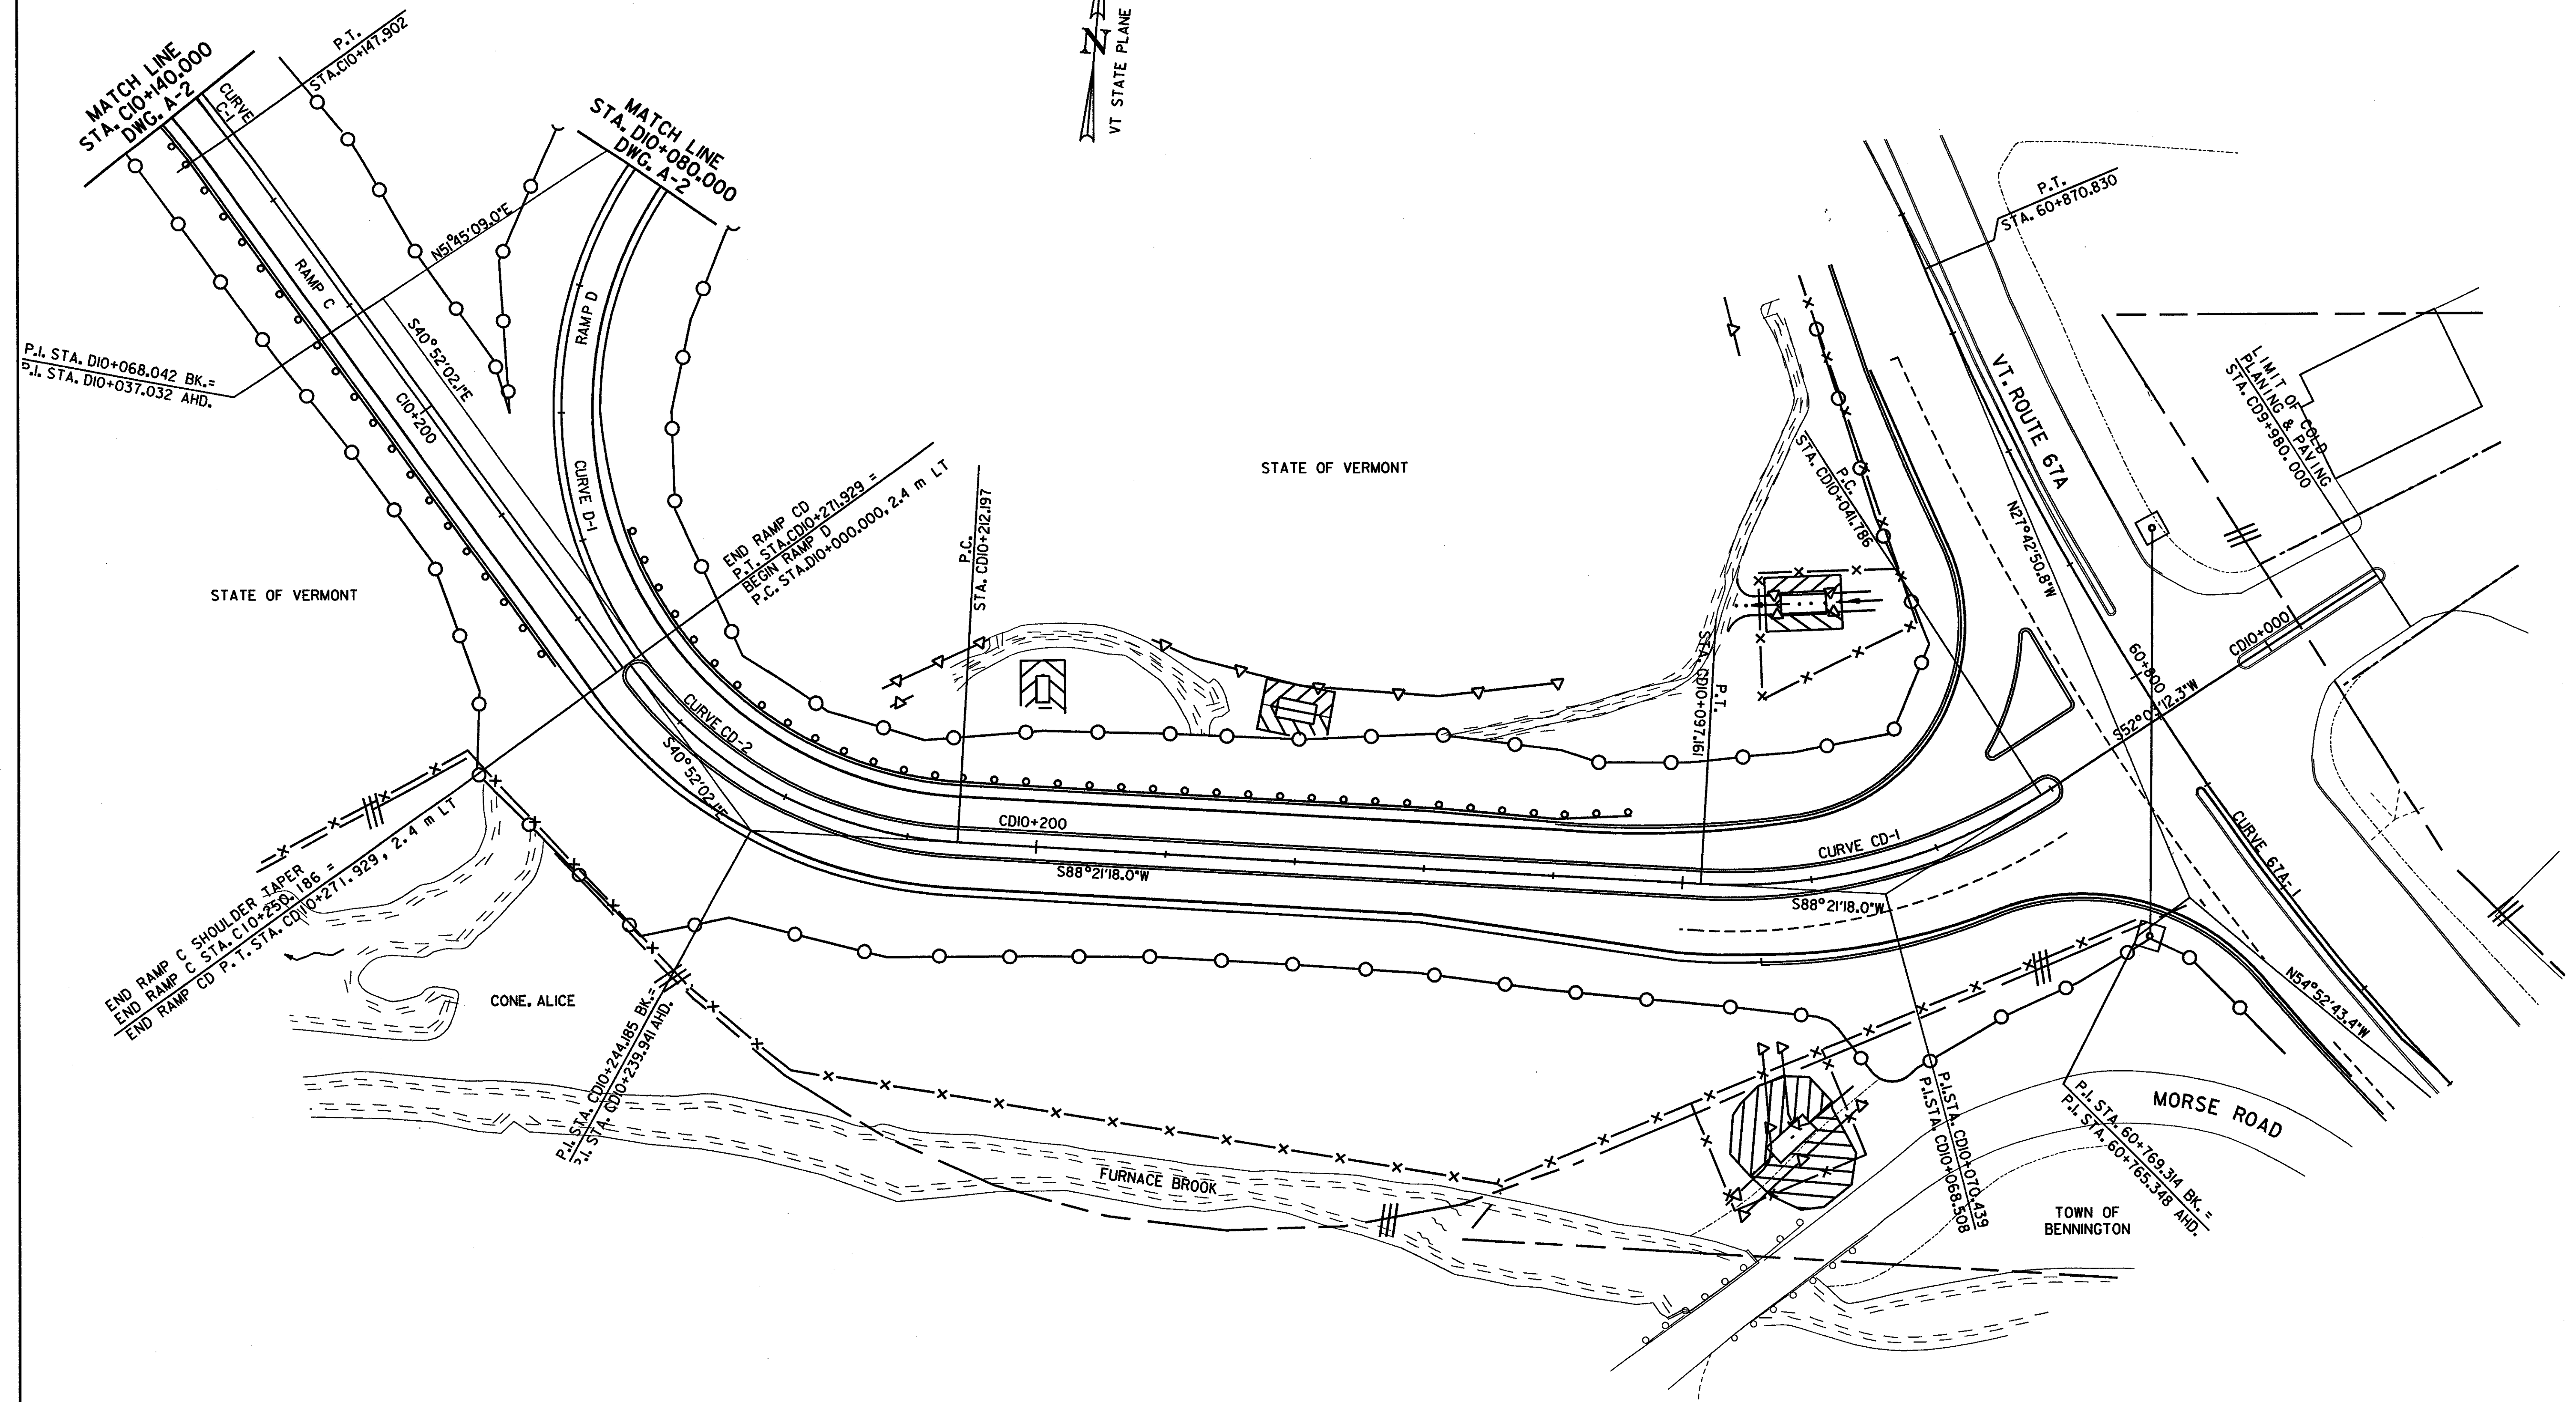 MATCH LINE
STA. C10+140.000
DWG. A-2
CURVE
C-1
P.T.
STA.C10+147.902
MATCH LINE
STA. D10+080.000
DWG. A-2
N
VT STATE PLANE
P.T.
STA. 60+870.830
N51°45'09.0"E
RAMP C
RAMP D
P.I. STA. D10+068.042 BK.=
P.I. STA. D10+037.032 AHD.
S40°52'02.1"E
C10+200
CURVE D-1
STATE OF VERMONT
END RAMP CD
P.T. STA.CD10+271.929 =
BEGIN RAMP D
P.C. STA.D10+000.000, 2.4 m LT
P.C.
STA. CD10+212.197
STATE OF VERMONT
P.C.
STA. CD10+041.786
VT. ROUTE 67A
N27°42'50.8"W
LIMIT OF COLD
PLANING & PAVING
STA. CD9+980.000
CD10+000
60+800
P.T.
STA. CD10+097.161
CURVE CD-2
S40°52'02.1"E
CD10+200
S88°21'18.0"W
CURVE CD-1
S88°21'18.0"W
CURVE 67A-1
N54°52'43.4"W
END RAMP C SHOULDER TAPER
END RAMP C STA. C10+250.186 =
END RAMP CD P.T. STA. CD10+271.929, 2.4 m LT
CONE, ALICE
P.I. STA. CD10+244.185 BK.=
P.I. STA. CD10+239.941 AHD.
FURNACE BROOK
P.I.STA. CD10+070.439
P.I.STA. CD10+068.508
P.I. STA. 60+769.314 BK.=
P.I. STA. 60+765.348 AHD.
MORSE ROAD
TOWN OF
BENNINGTON